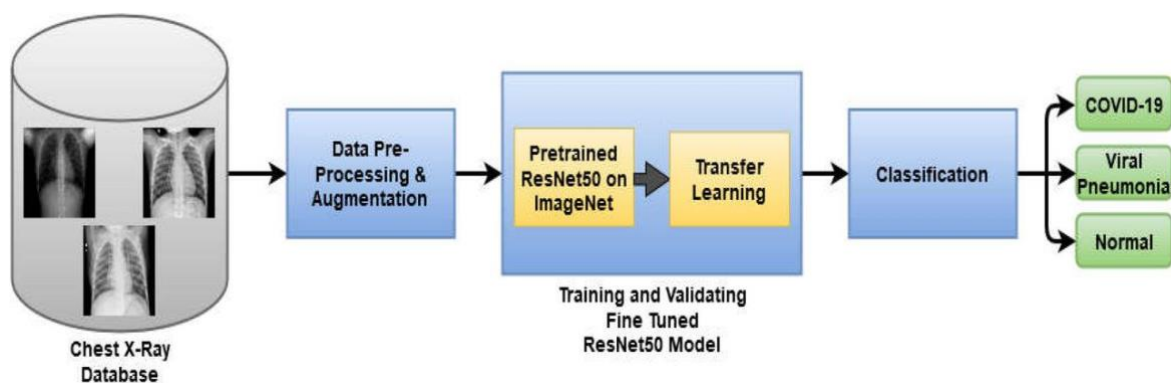 Chest X-Ray
Database
Data Pre-
Processing &
Augmentation
Pretrained
ResNet50 on
ImageNet
Transfer
Learning
Training and Validating
Fine Tuned
ResNet50 Model
Classification
COVID-19
Viral
Pneumonia
Normal